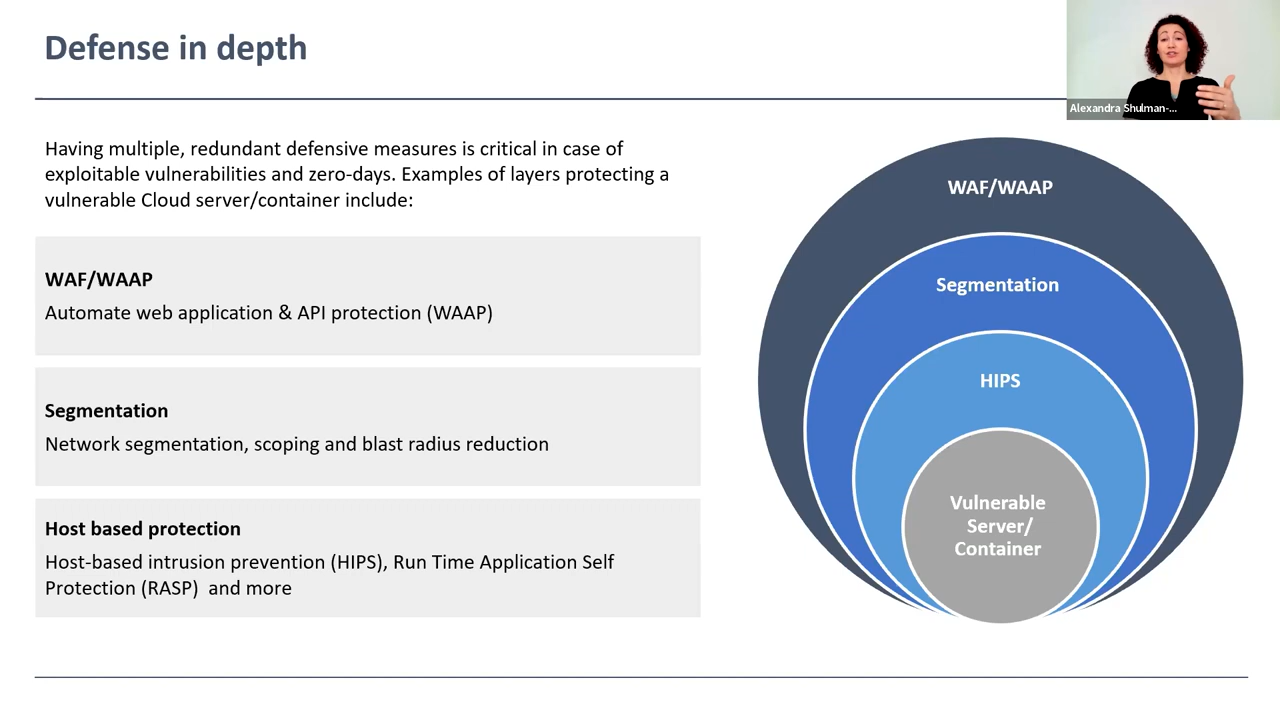 Defense in depth
Alexandra Shulman-...
Having multiple, redundant defensive measures is critical in case of
exploitable vulnerabilities and zero-days. Examples of layers protecting a
vulnerable Cloud server/container include:
WAF/WAAP
Automate web application & API protection (WAAP)
Segmentation
Network segmentation, scoping and blast radius reduction
Host based protection
Host-based intrusion prevention (HIPS), Run Time Application Self
Protection (RASP)  and more
WAF/WAAP
Segmentation
HIPS
Vulnerable
Server/
Container